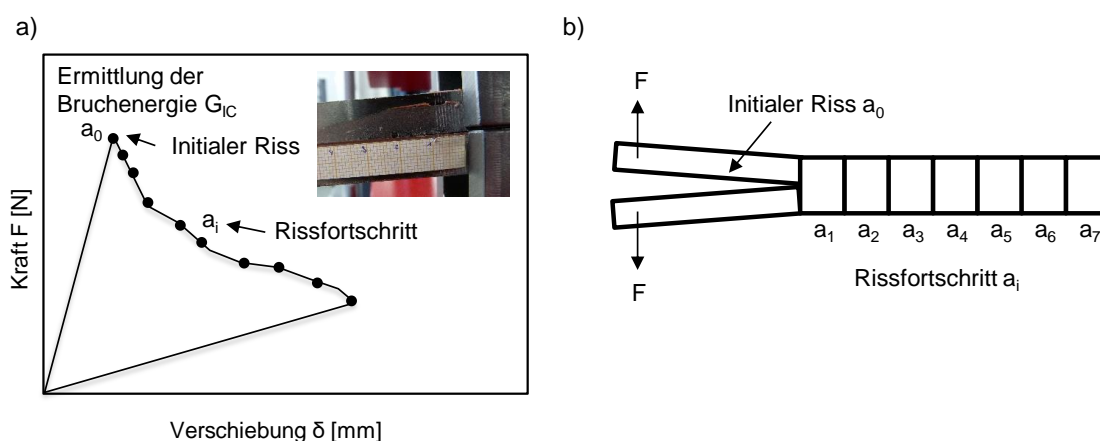 a)
Ermittlung der
Bruchenergie G_IC
a_0
Initialer Riss
a_i
Rissfortschritt
Kraft F [N]
Verschiebung δ [mm]
b)
F
Initialer Riss a_0
a_1 a_2 a_3 a_4 a_5 a_6 a_7
F
Rissfortschritt a_i